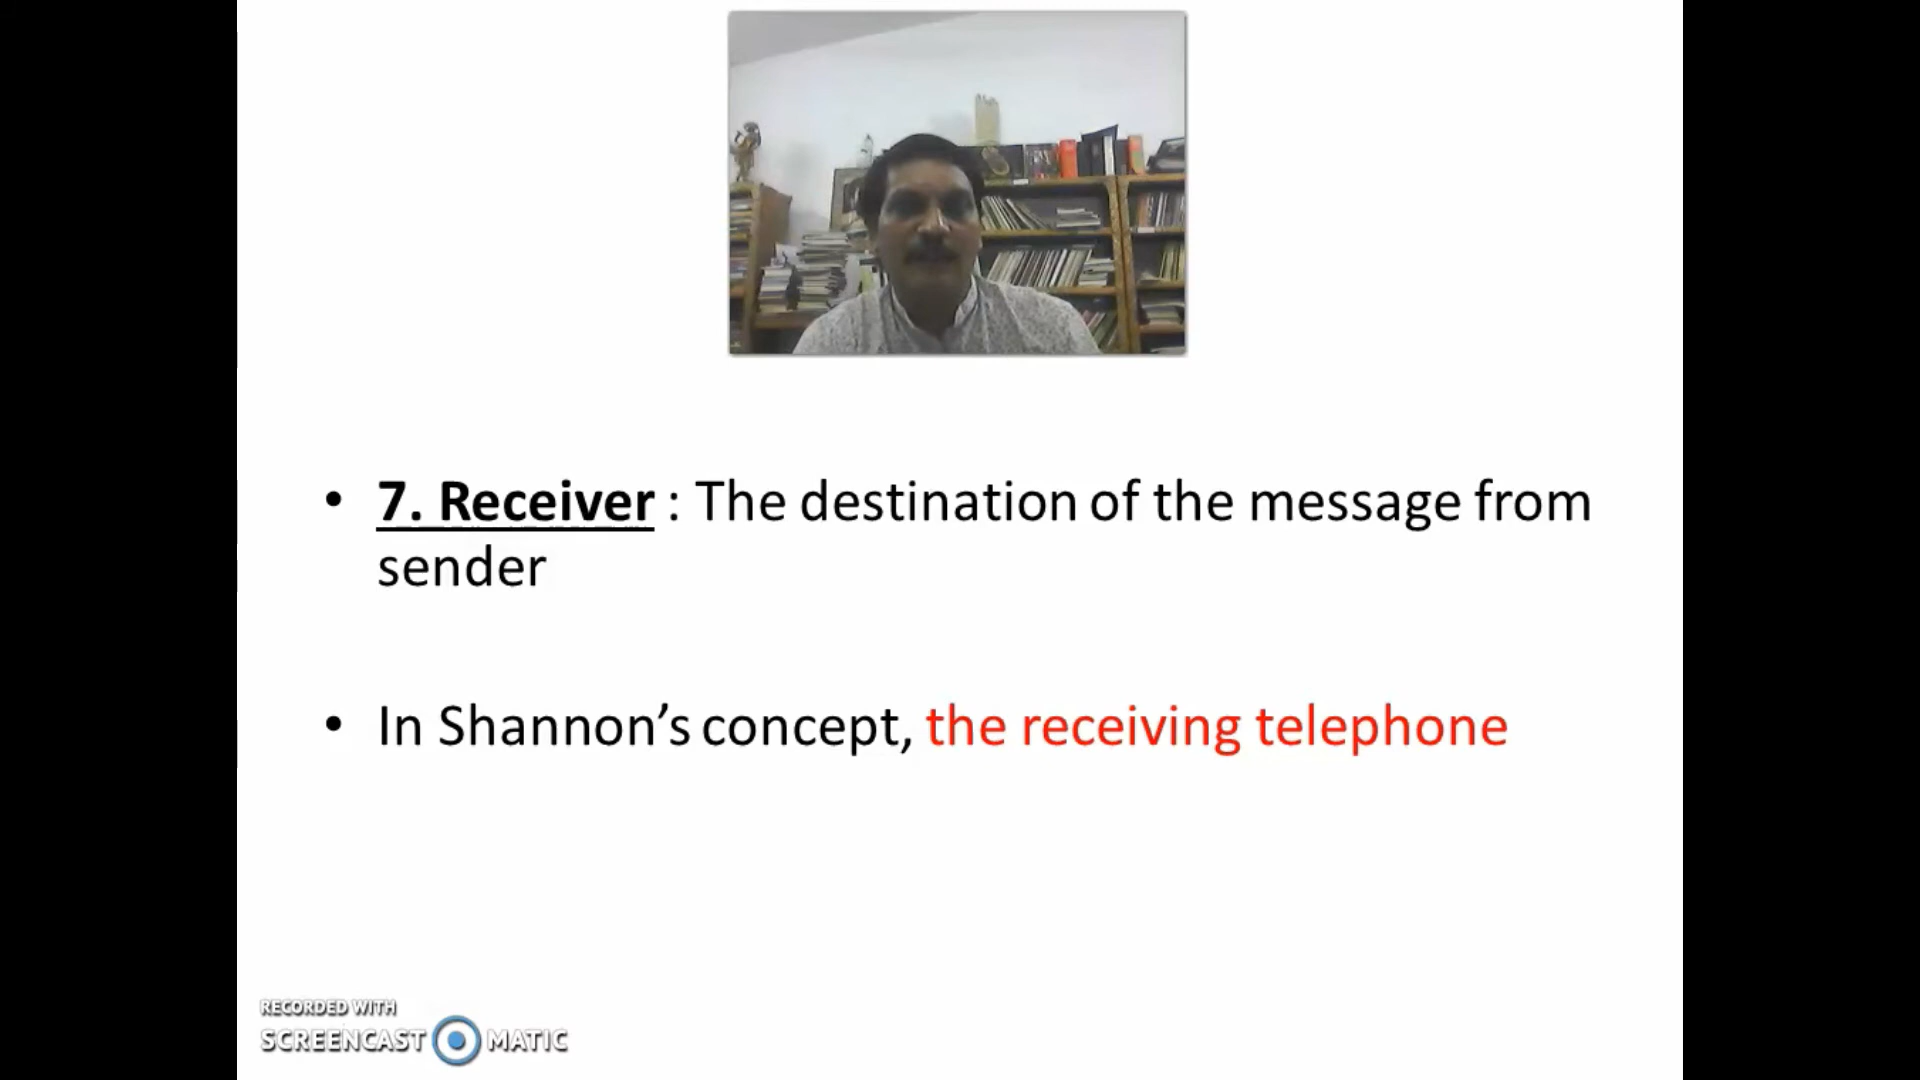 • 7. Receiver : The destination of the message from
sender
• In Shannon’s concept, the receiving telephone
RECORDED WITH
SCREENCAST MATIC